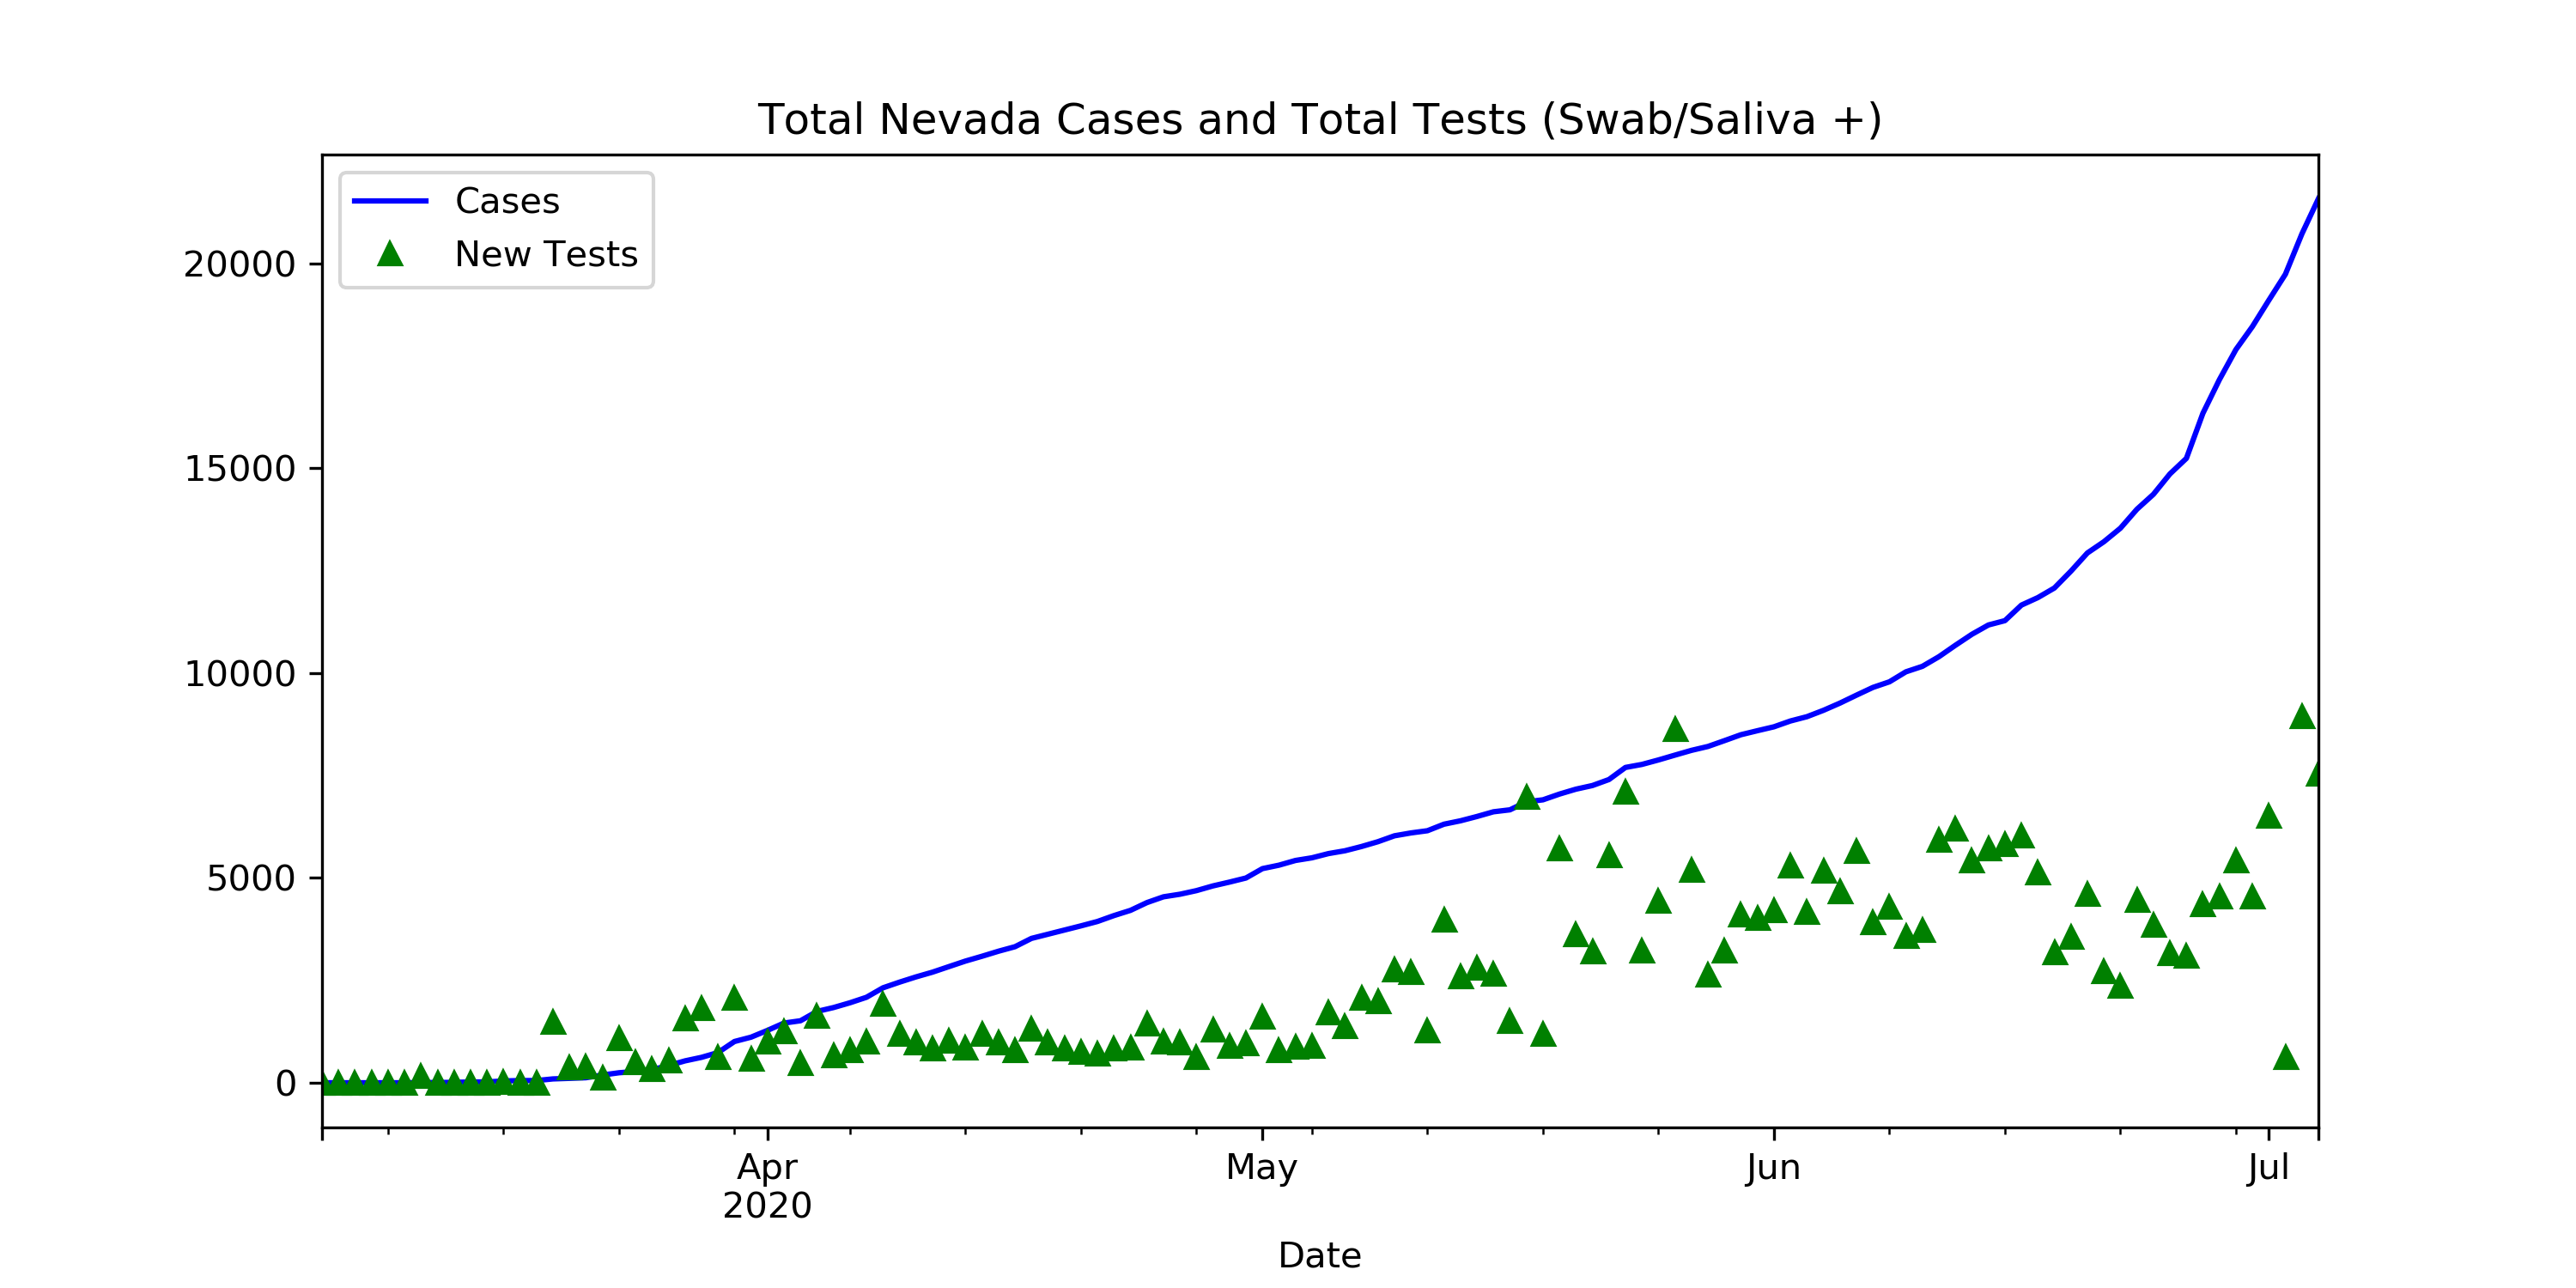 Total Nevada Cases and Total Tests (Swab/Saliva +)
Cases
New Tests
20000
15000
10000
5000
0
Apr May Jun Jul
2020
Date